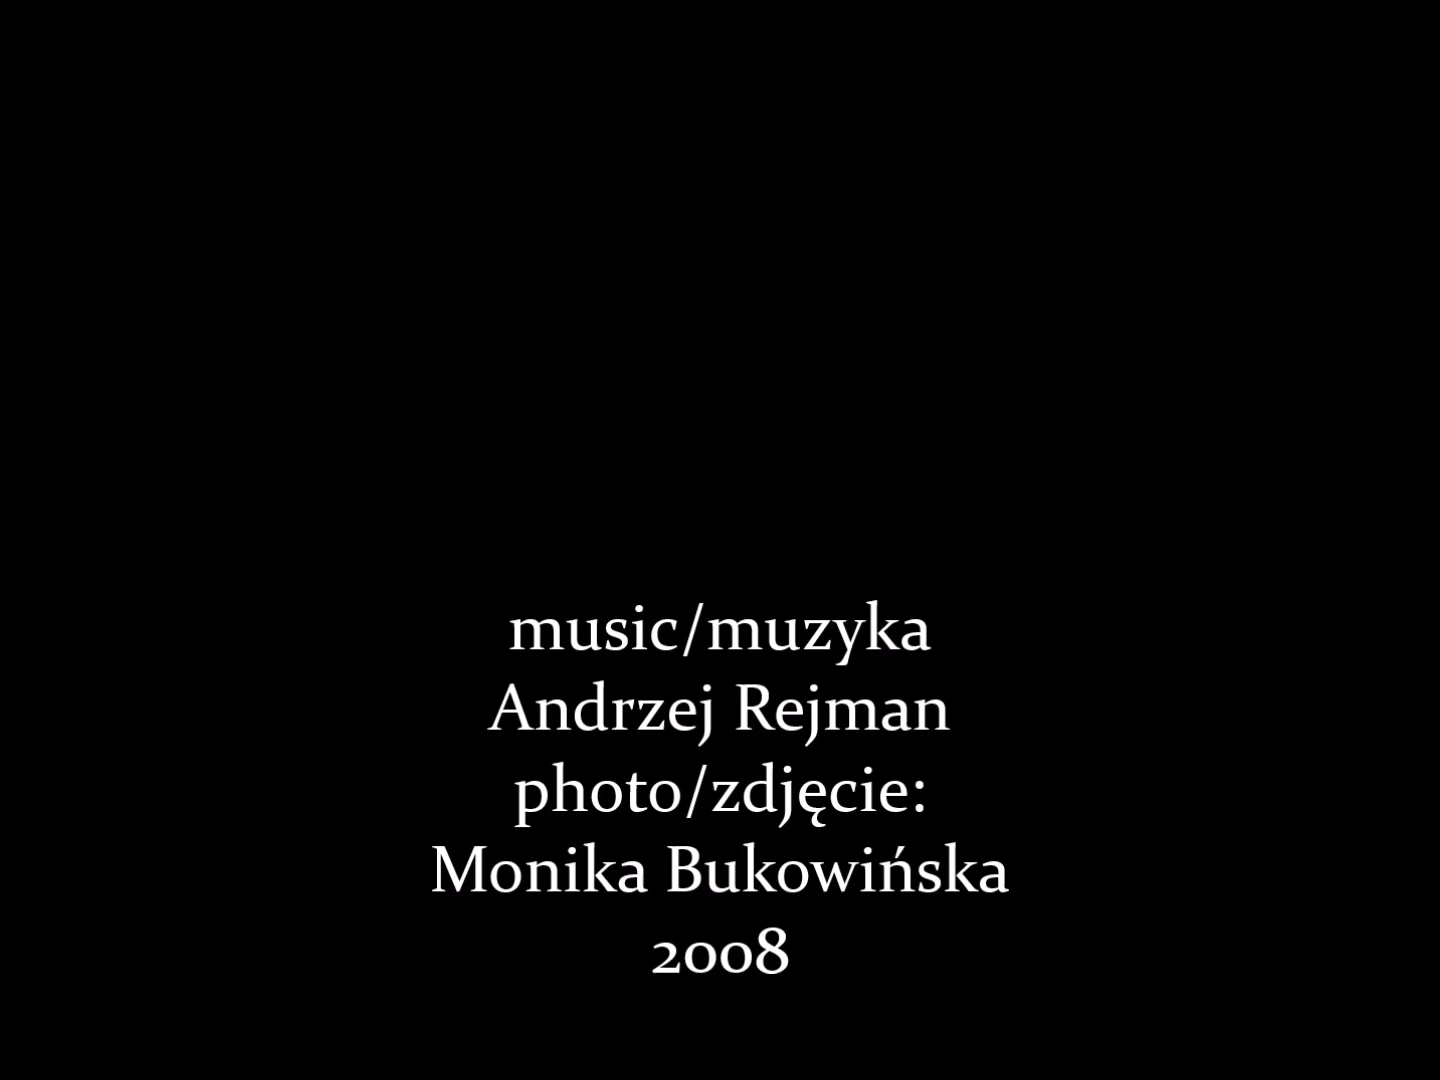 music/muzyka
Andrzej Rejman
photo/zdjęcie:
Monika Bukowińska
2008